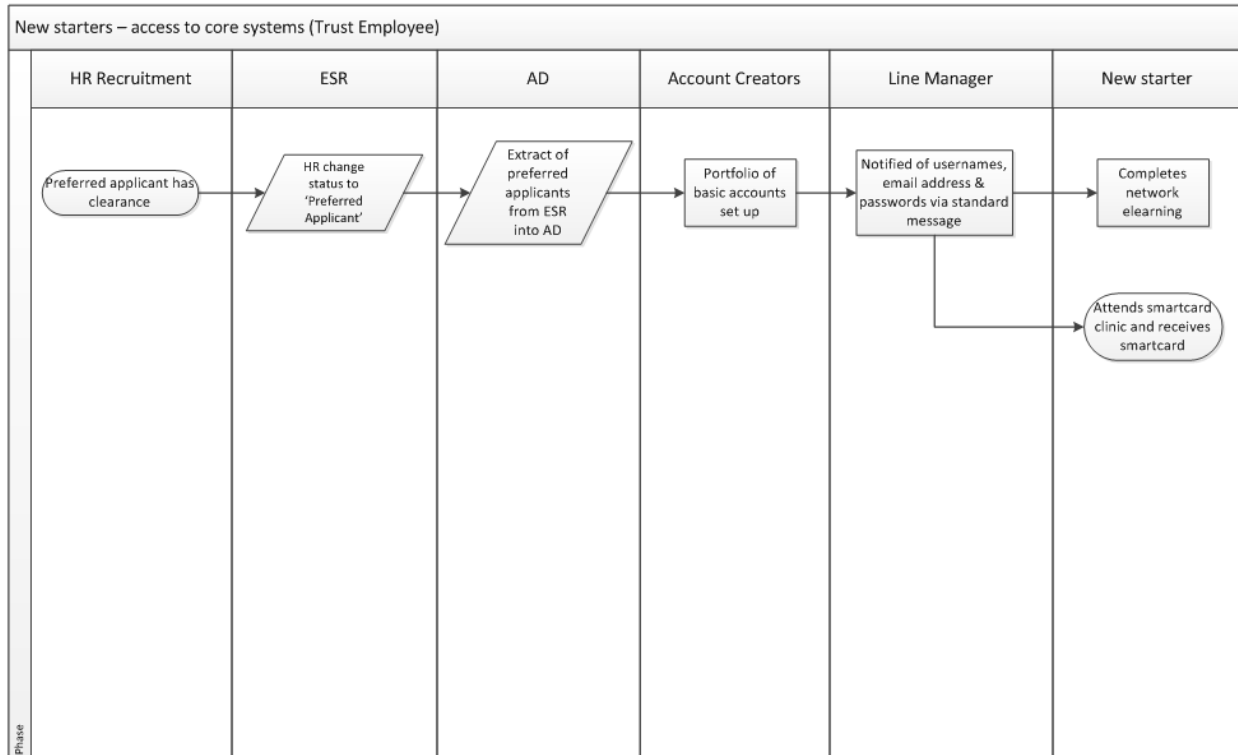 New starters – access to core systems (Trust Employee)
HR Recruitment
ESR
AD
Account Creators
Line Manager
New starter
Preferred applicant has
clearance
HR change
status to
‘Preferred
Applicant’
Extract of
preferred
applicants
from ESR
into AD
Portfolio of
basic accounts
set up
Notified of usernames,
email address &
passwords via standard
message
Completes
network
elearning
Attends smartcard
clinic and receives
smartcard
Phase